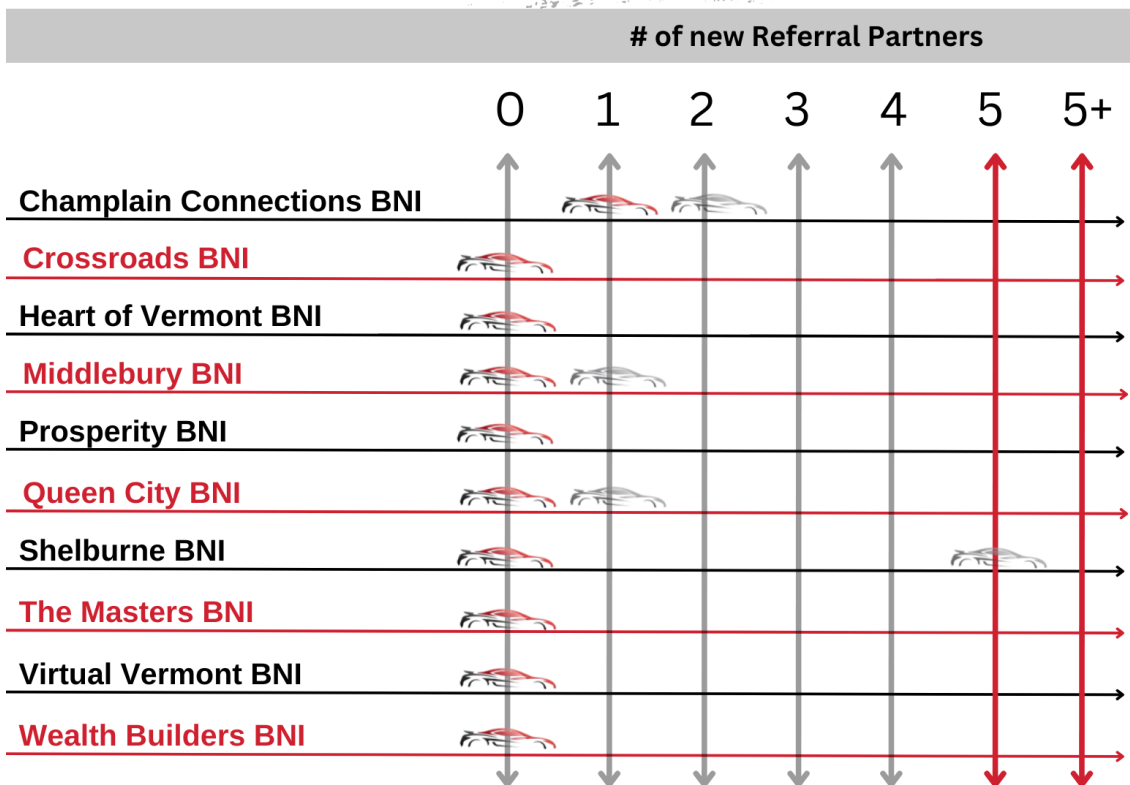 # of new Referral Partners
0 1 2 3 4 5 5+
Champlain Connections BNI
Crossroads BNI
Heart of Vermont BNI
Middlebury BNI
Prosperity BNI
Queen City BNI
Shelburne BNI
The Masters BNI
Virtual Vermont BNI
Wealth Builders BNI